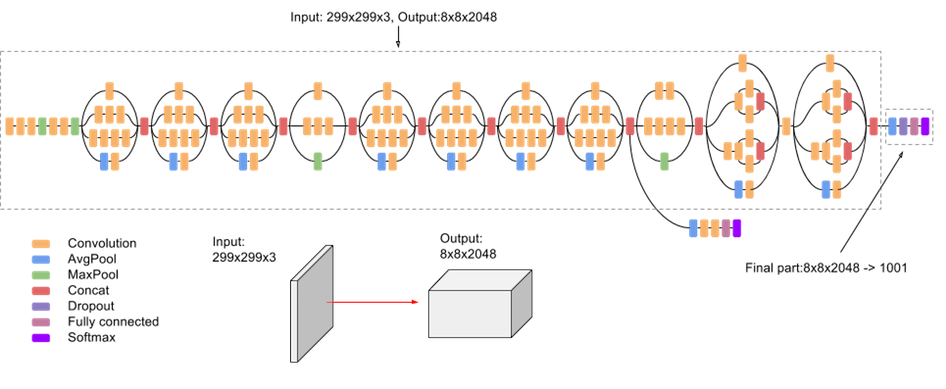 Input: 299x299x3, Output:8x8x2048
Input:
299x299x3
Output:
8x8x2048
Final part:8x8x2048 -> 1001
Convolution
AvgPool
MaxPool
Concat
Dropout
Fully connected
Softmax